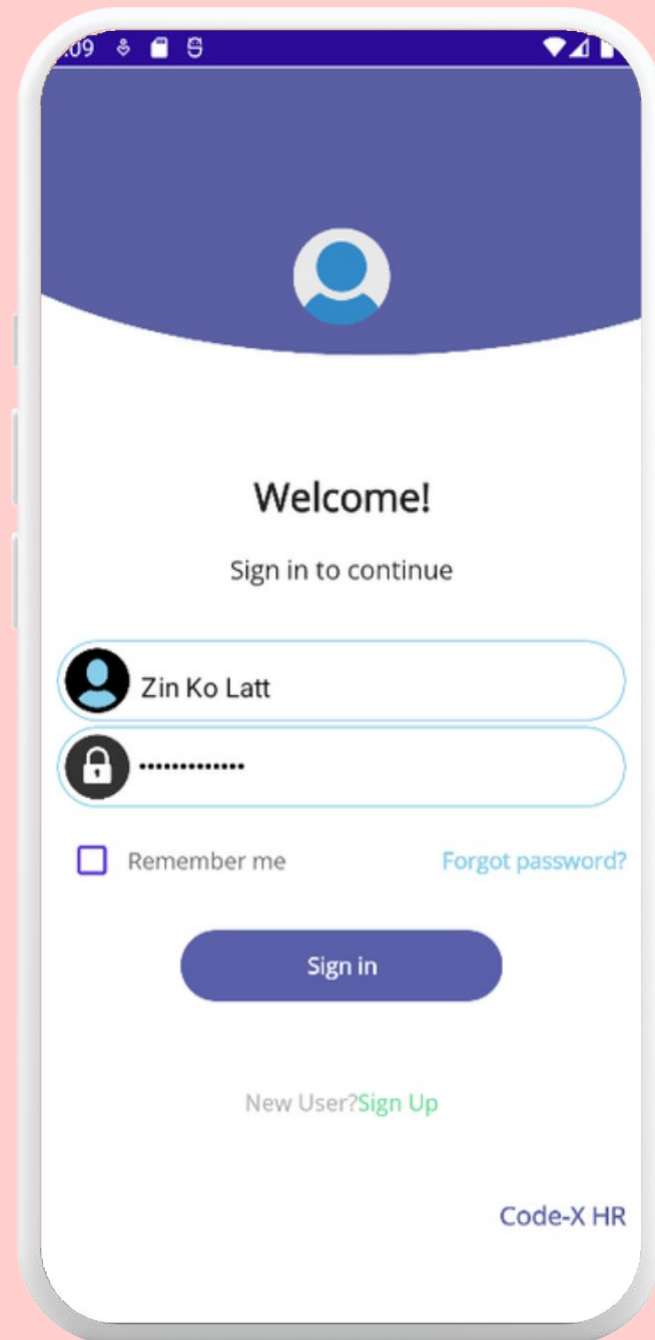 :09
Welcome!
Sign in to continue
Zin Ko Latt
•••••••••••••
Remember me Forgot password?
Sign in
New User?Sign Up
Code-X HR